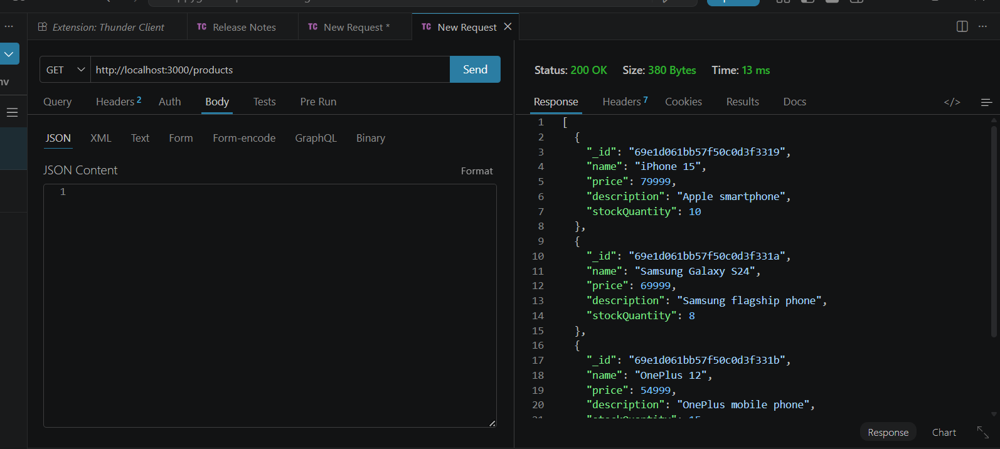 Extension: Thunder Client
TC Release Notes
TC New Request *
TC New Request
GET
http://localhost:3000/products
Send
Query
Headers 2
Auth
Body
Tests
Pre Run
JSON
XML
Text
Form
Form-encode
GraphQL
Binary
JSON Content
Format
1
Status: 200 OK
Size: 380 Bytes
Time: 13 ms
Response
Headers 7
Cookies
Results
Docs
</>
1 [
2 {
3 "_id": "69e1d061bb57f50c0d3f3319",
4 "name": "iPhone 15",
5 "price": 79999,
6 "description": "Apple smartphone",
7 "stockQuantity": 10
8 },
9 {
10 "_id": "69e1d061bb57f50c0d3f331a",
11 "name": "Samsung Galaxy S24",
12 "price": 69999,
13 "description": "Samsung flagship phone",
14 "stockQuantity": 8
15 },
16 {
17 "_id": "69e1d061bb57f50c0d3f331b",
18 "name": "OnePlus 12",
19 "price": 54999,
20 "description": "OnePlus mobile phone",
21 "stockQuantity": 15
Response
Chart